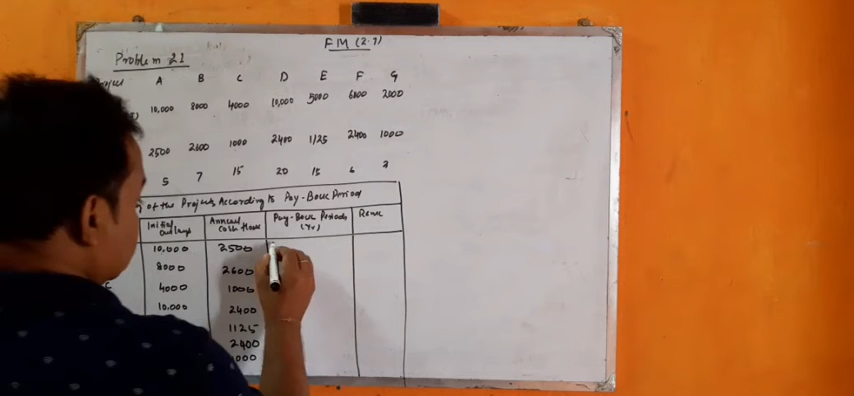 FM (2.7)
Problem 21
Project A B C D E F G
10,000 8000 4000 10,000 5000 6000 2000
2500 2600 1000 2400 1125 2400 1000
5 7 15 20 15 6 3
of the Projects According to Pay-Back Period
Initial Outlays Annual Cash flows Pay-Back Periods (Yr) Rank
10,000 2500
8000 2600
C 4000 1000
10,000 2400
1125
2400
000